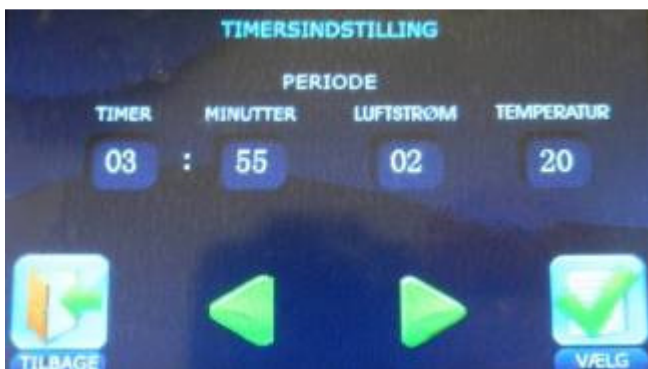 TIMERSINDSTILLING
PERIODE
TIMER MINUTTER LUFTSTRØM TEMPERATUR
03 : 55 02 20
TILBAGE VÆLG